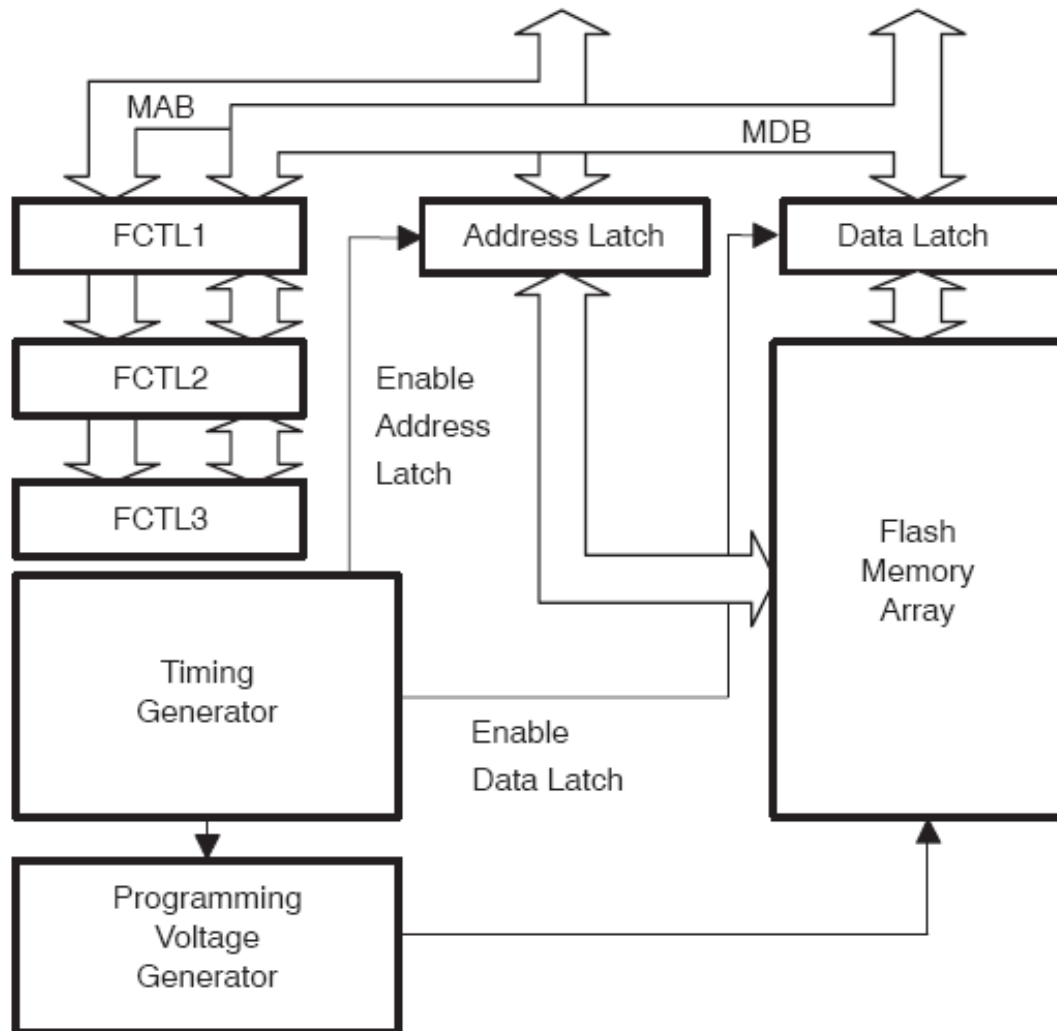 MAB
MDB
FCTL1
Address Latch
Data Latch
FCTL2
Enable
Address
Latch
FCTL3
Flash
Memory
Array
Timing
Generator
Enable
Data Latch
Programming
Voltage
Generator